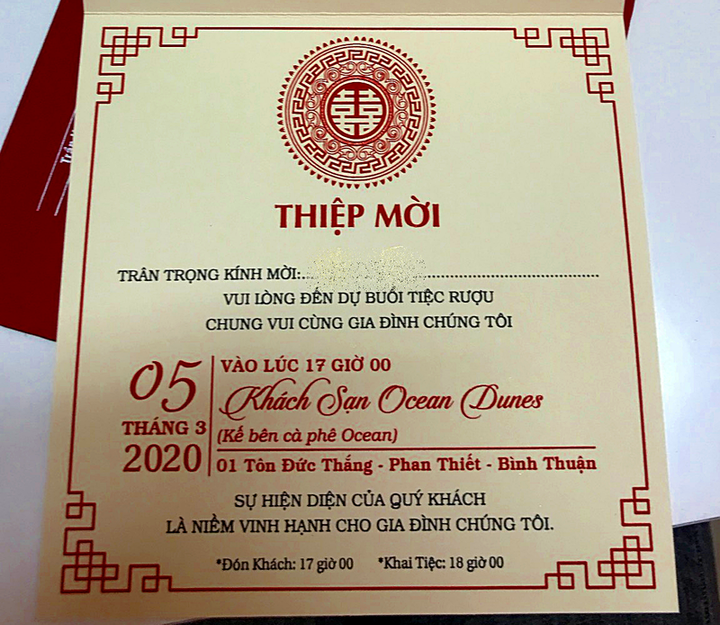 囍
THIỆP MỜI
TRÂN TRỌNG KÍNH MỜI:
VUI LÒNG ĐẾN DỰ BUỔI TIỆC RƯỢU
CHUNG VUI CÙNG GIA ĐÌNH CHÚNG TÔI
05
THÁNG 3
2020
VÀO LÚC 17 GIỜ 00
Khách Sạn Ocean Dunes
(Kế bên cà phê Ocean)
01 Tôn Đức Thắng - Phan Thiết - Bình Thuận
SỰ HIỆN DIỆN CỦA QUÝ KHÁCH
LÀ NIỀM VINH HẠNH CHO GIA ĐÌNH CHÚNG TÔI.
*Đón Khách: 17 giờ 00 *Khai Tiệc: 18 giờ 00